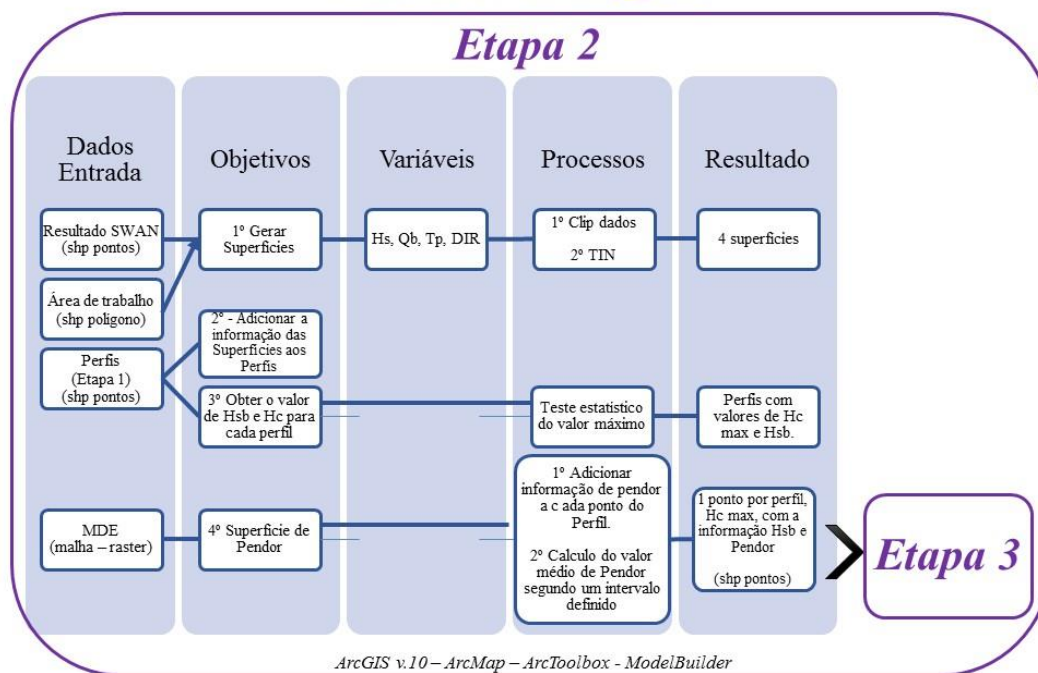 Etapa 2
Dados
Entrada
Objetivos
Variáveis
Processos
Resultado
Resultado SWAN
(shp pontos)
1º Gerar
Superfícies
Hs, Qb, Tp, DIR
1º Clip dados
2º TIN
4 superfícies
Área de trabalho
(shp poligono)
Perfis
(Etapa 1)
(shp pontos)
2º - Adicionar a
informação das
Superfícies aos
Perfis
3º Obter o valor
de Hsb e Hc para
cada perfil
Teste estatistico
do valor máximo
Perfis com
valores de Hc
max e Hsb.
MDE
(malha – raster)
4º Superficie de
Pendor
1º Adicionar
informação de pendor
a c ada ponto do
Perfil.
2º Calculo do valor
médio de Pendor
segundo um intervalo
definido
1 ponto por perfil,
Hc max, com a
informação Hsb e
Pendor
(shp pontos)
Etapa 3
ArcGIS v.10 – ArcMap – ArcToolbox - ModelBuilder